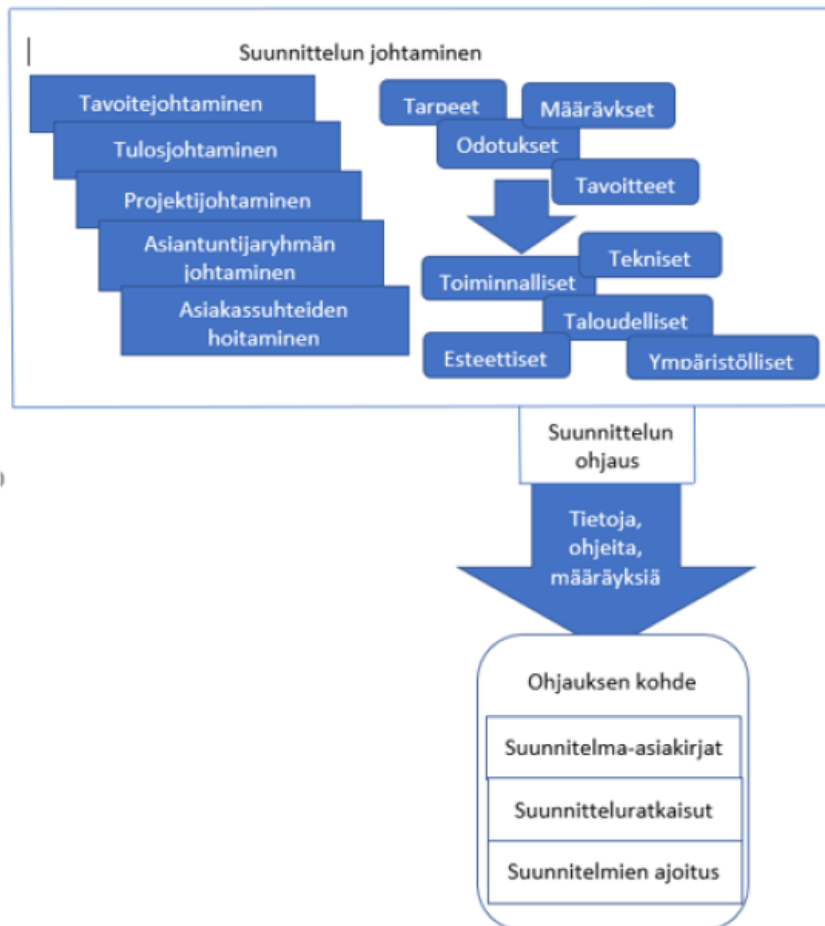 Suunnittelun johtaminen
Tavoitejohtaminen
Tulosjohtaminen
Projektijohtaminen
Asiantuntijaryhmän
johtaminen
Asiakassuhteiden
hoitaminen
Tarpeet
Määräykset
Odotukset
Tavoitteet
Tekniset
Toiminnalliset
Taloudelliset
Esteettiset
Ympäristölliset
Suunnittelun
ohjaus
Tietoja,
ohjeita,
määräyksiä
Ohjauksen kohde
Suunnitelma-asiakirjat
Suunnitteluratkaisut
Suunnitelmien ajoitus